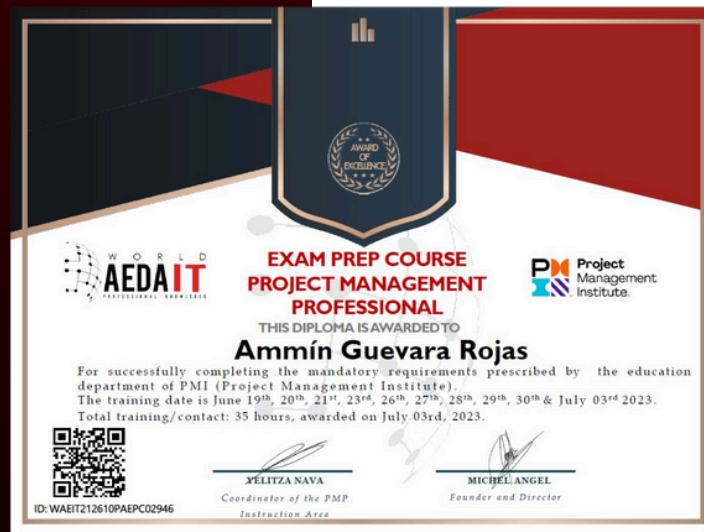 AWARD
OF
EXCELLENCE
WORLD
AEDAIT
PROFESSIONAL KNOWLEDGE
Project
Management
Institute.
EXAM PREP COURSE
PROJECT MANAGEMENT
PROFESSIONAL
THIS DIPLOMA IS AWARDED TO
Ammín Guevara Rojas
For successfully completing the mandatory requirements prescribed by the education
department of PMI (Project Management Institute).
The training date is June 19th, 20th, 21st, 23rd, 26th, 27th, 28th, 29th, 30th & July 03rd 2023.
Total training/contact: 35 hours, awarded on July 03rd, 2023.
YELITZA NAVA
Coordinator of the PMP
Instruction Area
MICHEL ANGEL
Founder and Director
ID: WAEIT212610PAEPC02946